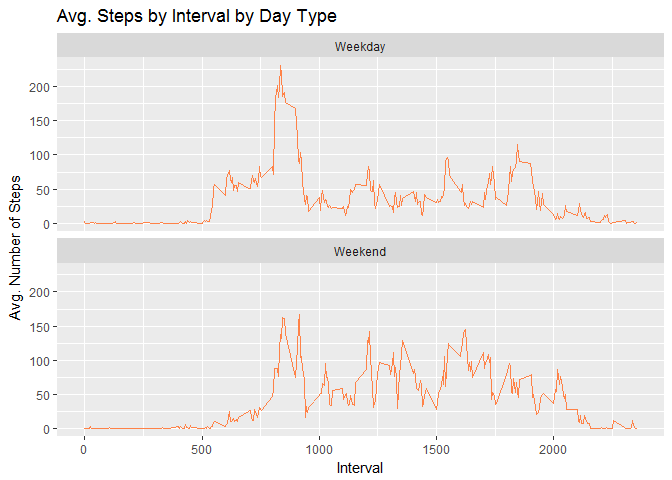 Avg. Steps by Interval by Day Type
Weekday
200
150
100
50
0
Avg. Number of Steps
Weekend
200
150
100
50
0
0 500 1000 1500 2000
Interval